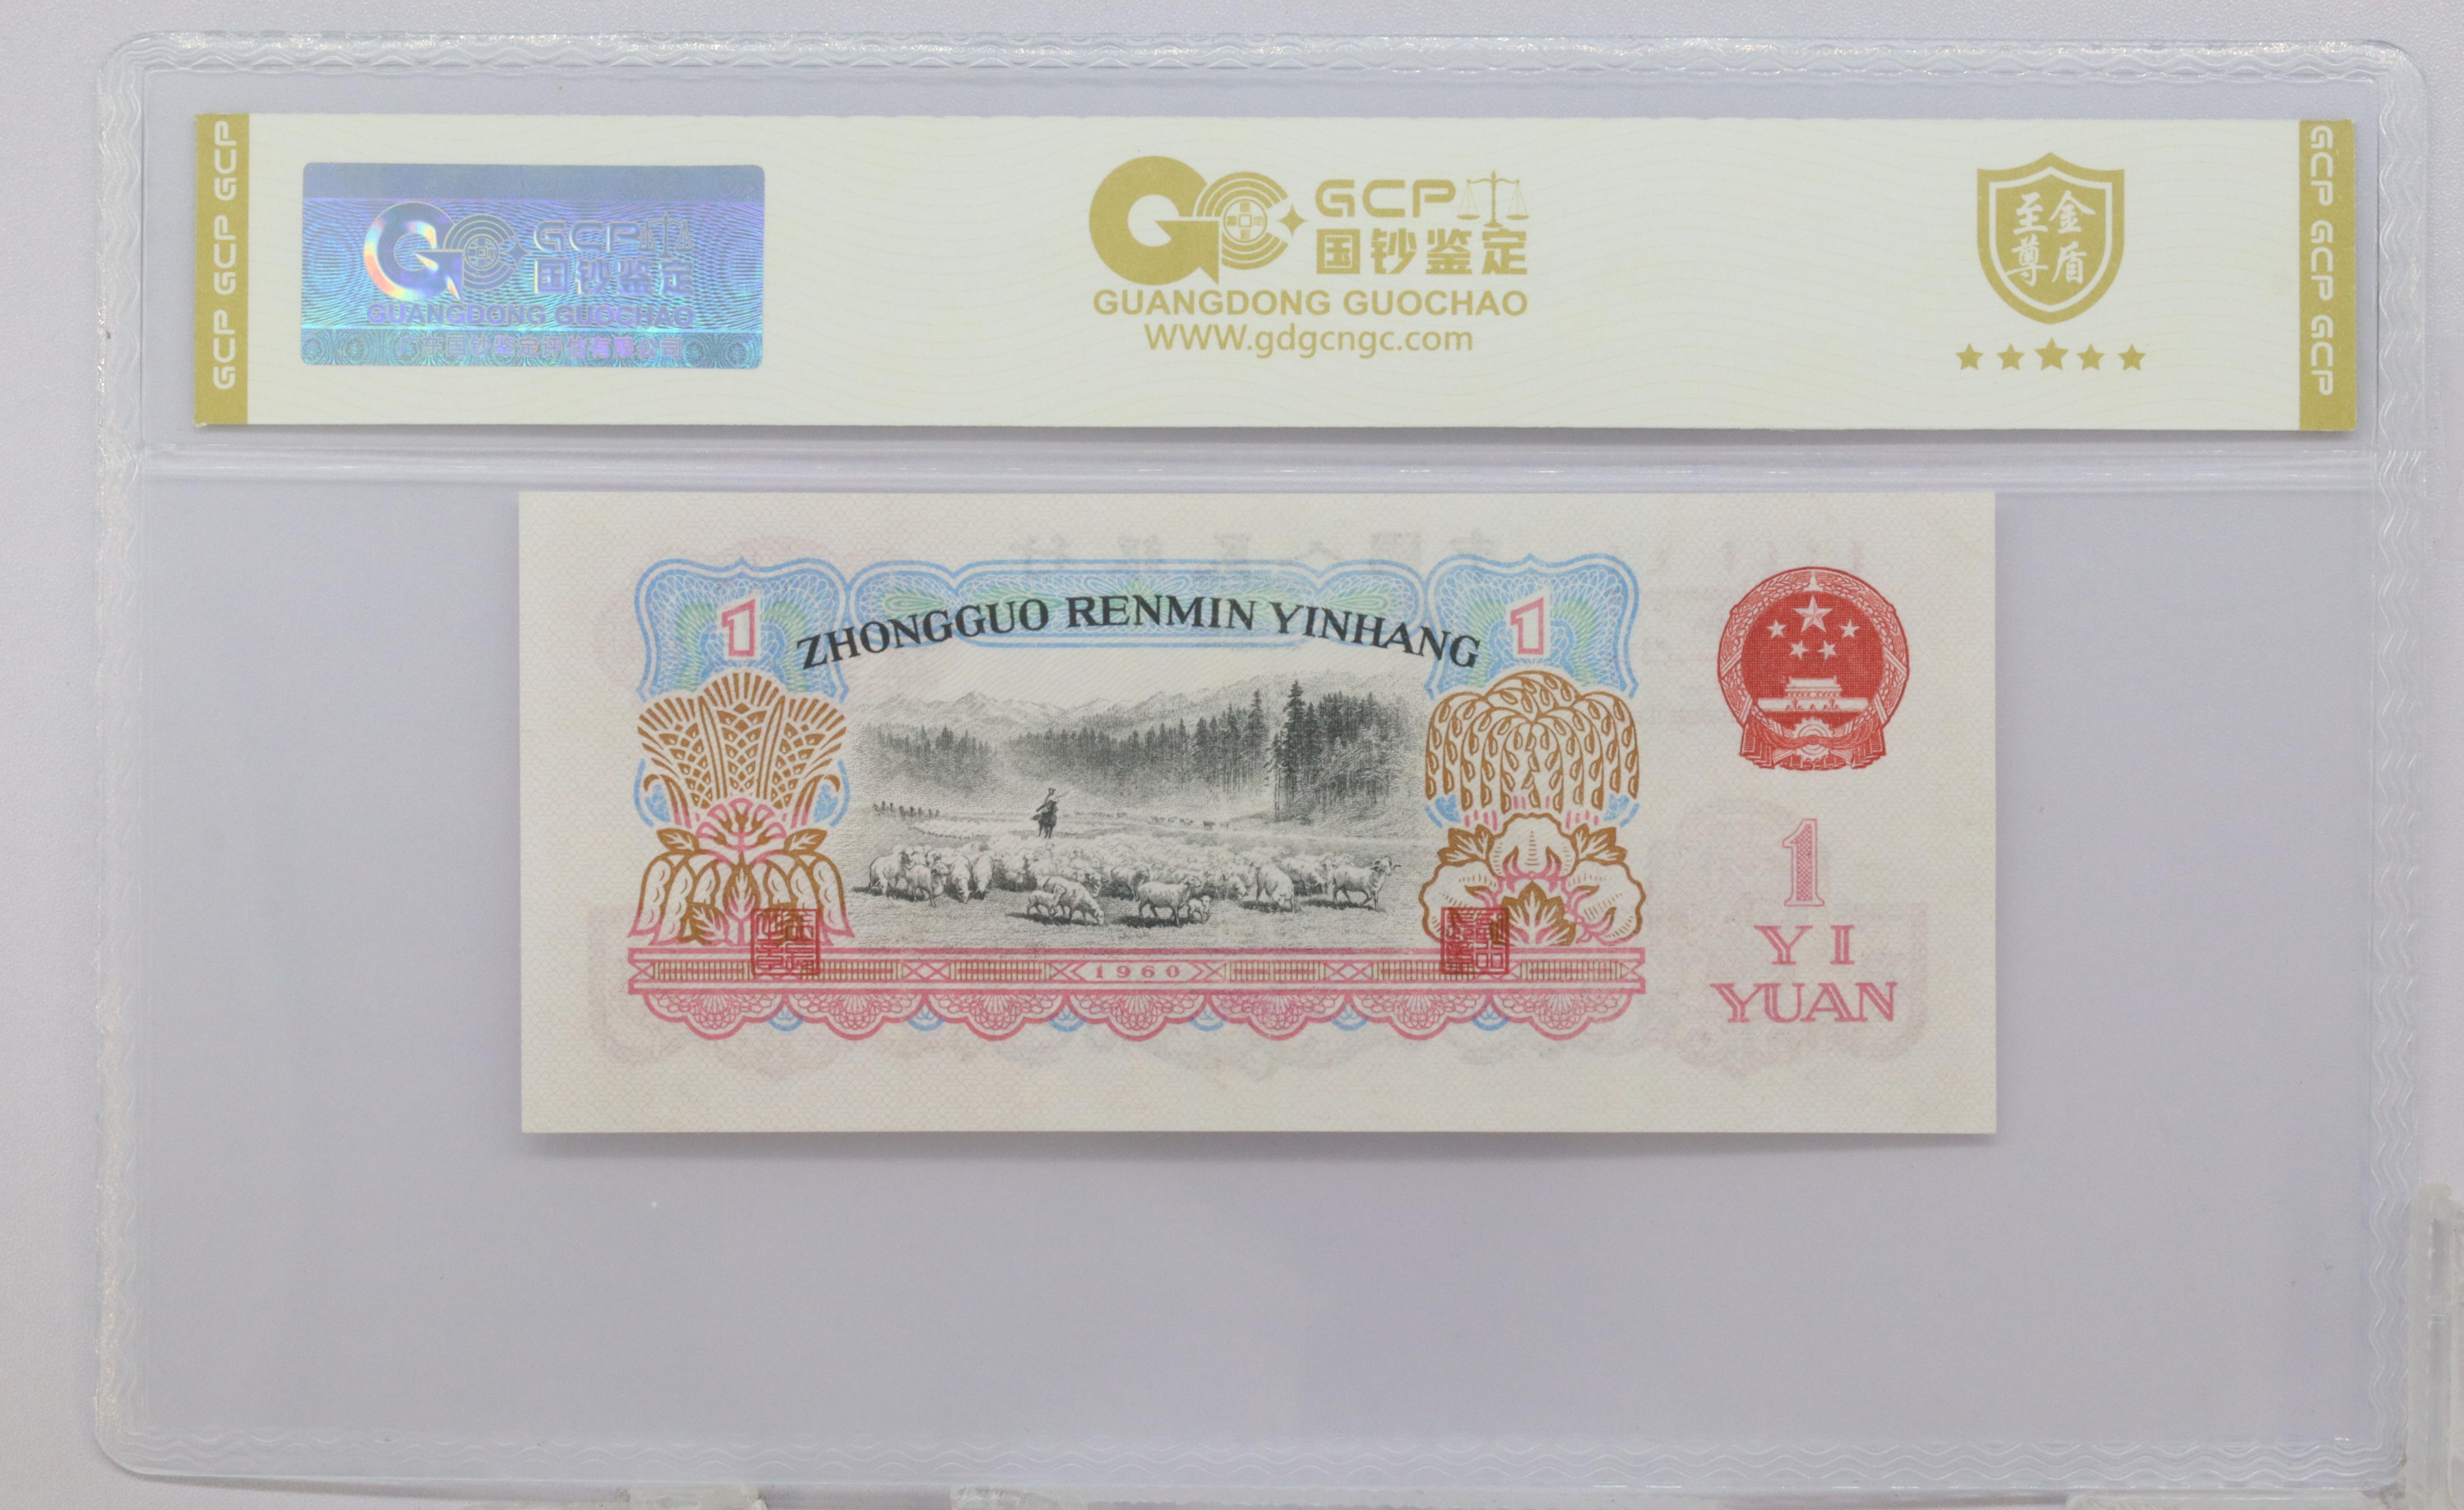 GCP GCP GCP
GCP
国钞鉴定
GUANGDONG GUOCHAO
GCP
国钞鉴定
GUANGDONG GUOCHAO
WWW.gdgcngc.com
至尊
金盾
GCP GCP GCP
1
ZHONGGUO RENMIN YINHANG
1
1960
1
YI
YUAN